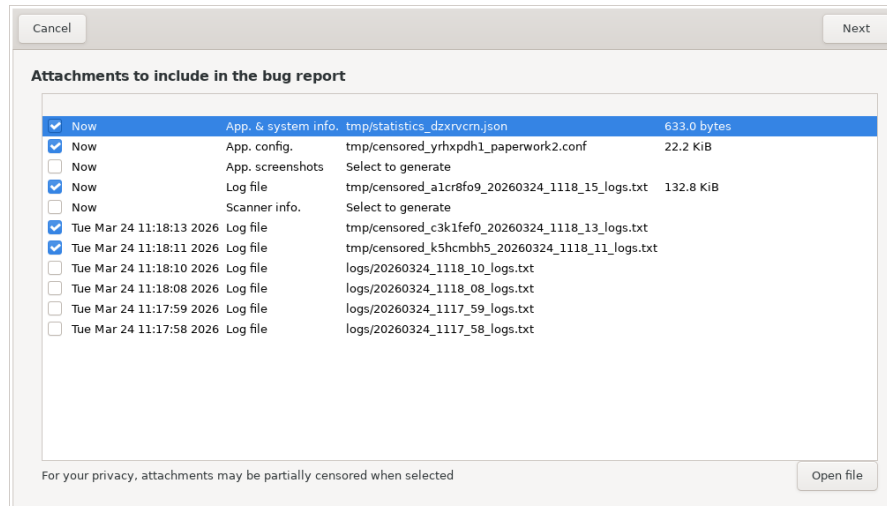 Cancel Next
Attachments to include in the bug report
Now App. & system info. tmp/statistics_dzxrvcrn.json 633.0 bytes
Now App. config. tmp/censored_yrhxpdh1_paperwork2.conf 22.2 KiB
Now App. screenshots Select to generate
Now Log file tmp/censored_a1cr8fo9_20260324_1118_15_logs.txt 132.8 KiB
Now Scanner info. Select to generate
Tue Mar 24 11:18:13 2026 Log file tmp/censored_c3k1fef0_20260324_1118_13_logs.txt
Tue Mar 24 11:18:11 2026 Log file tmp/censored_k5hcmbh5_20260324_1118_11_logs.txt
Tue Mar 24 11:18:10 2026 Log file logs/20260324_1118_10_logs.txt
Tue Mar 24 11:18:08 2026 Log file logs/20260324_1118_08_logs.txt
Tue Mar 24 11:17:59 2026 Log file logs/20260324_1117_59_logs.txt
Tue Mar 24 11:17:58 2026 Log file logs/20260324_1117_58_logs.txt
For your privacy, attachments may be partially censored when selected Open file